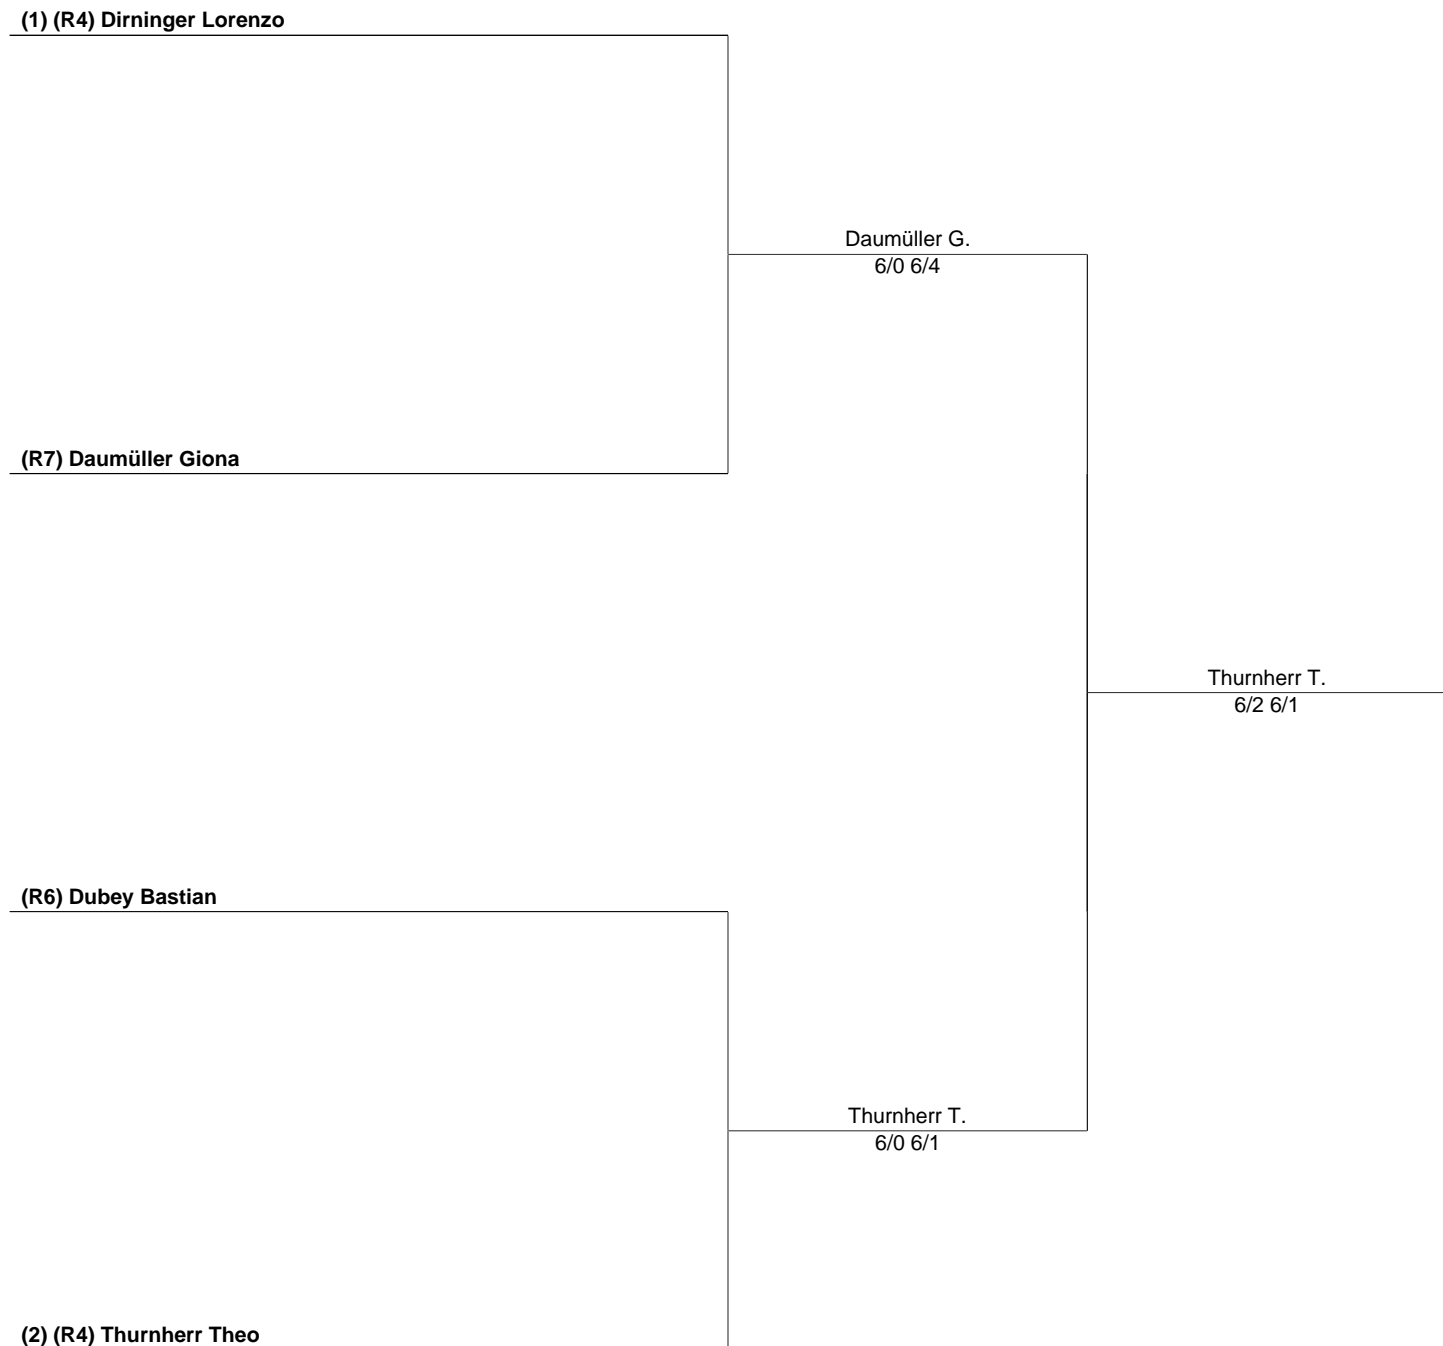 (1) (R4) Dirninger Lorenzo
Daumüller G.
6/0 6/4
(R7) Daumüller Giona
Thurnherr T.
6/2 6/1
(R6) Dubey Bastian
Thurnherr T.
6/0 6/1
(2) (R4) Thurnherr Theo